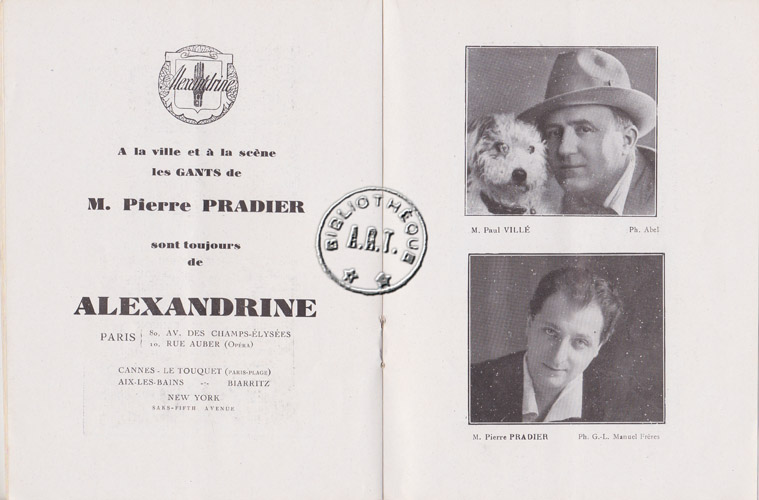 Alexandrine
A la ville et à la scène
les GANTS de
M. Pierre PRADIER
sont toujours
de
ALEXANDRINE
PARIS
80, AV. DES CHAMPS-ÉLYSÉES
10, RUE AUBER (OPÉRA)
CANNES - LE TOUQUET (PARIS-PLAGE)
AIX-LES-BAINS -:- BIARRITZ
NEW YORK
SAKS-FIFTH AVENUE
BIBLIOTHÈQUE
A.R.T.
M. Paul VILLÉ
Ph. Abel
M. Pierre PRADIER
Ph. G.-L. Manuel Frères